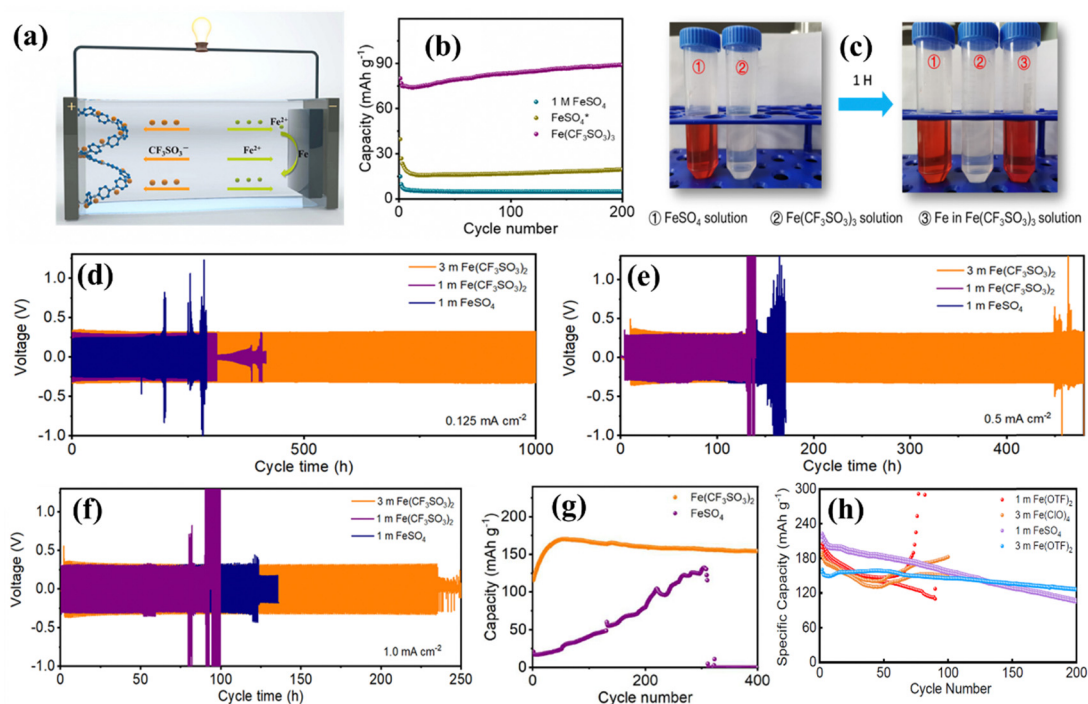 (a)
+
−
CF₃SO₃⁻
Fe²⁺
Fe²⁺
Fe
(b)
Capacity (mAh g⁻¹)
90
60
30
15
0
1 M FeSO₄
FeSO₄*
Fe(CF₃SO₃)₃
0
100
200
Cycle number
(c)
① ②
1 H
① ② ③
① FeSO₄ solution ② Fe(CF₃SO₃)₃ solution ③ Fe in Fe(CF₃SO₃)₃ solution
(d)
Voltage (V)
1.0
0.5
0.0
-0.5
-1.0
3 m Fe(CF₃SO₃)₂
1 m Fe(CF₃SO₃)₂
1 m FeSO₄
0.125 mA cm⁻²
0 500 1000
Cycle time (h)
(e)
Voltage (V)
1.0
0.5
0.0
-0.5
-1.0
3 m Fe(CF₃SO₃)₂
1 m Fe(CF₃SO₃)₂
1 m FeSO₄
0.5 mA cm⁻²
0 100 200 300 400
Cycle time (h)
(f)
Voltage (V)
1.0
0.5
0.0
-0.5
-1.0
3 m Fe(CF₃SO₃)₂
1 m Fe(CF₃SO₃)₂
1 m FeSO₄
1.0 mA cm⁻²
0 50 100 150 200 250
Cycle time (h)
(g)
Capacity (mAh g⁻¹)
200
150
100
50
0
Fe(CF₃SO₃)₂
FeSO₄
0 200 400
Cycle number
(h)
Specific Capacity (mAh g⁻¹)
300
240
180
120
60
0
1 m Fe(OTF)₂
3 m Fe(ClO)₄
1 m FeSO₄
3 m Fe(OTF)₂
0 50 100 150 200
Cycle Number